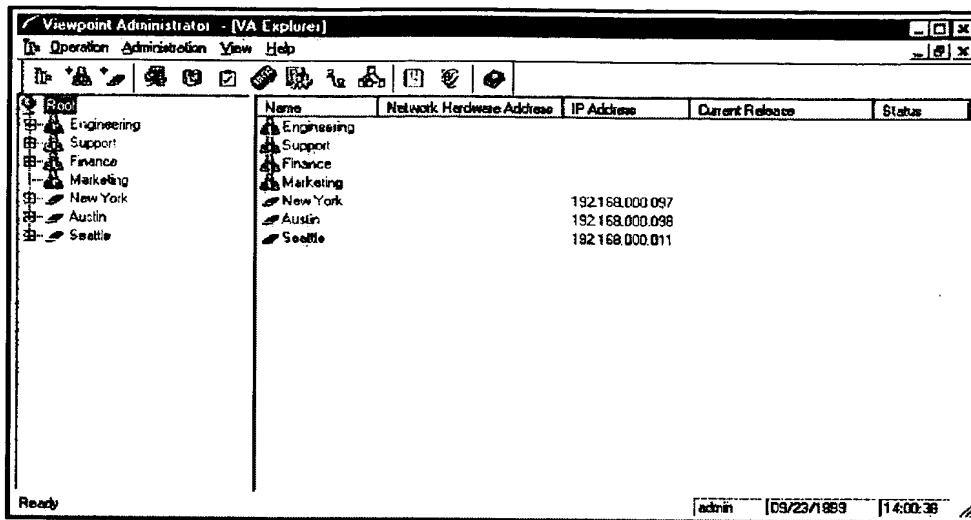 Viewpoint Administrator - [VA Explorer]
Operation Administration View Help
Root
Engineering
Support
Finance
Marketing
New York
Austin
Seattle
Name Network Hardware Address IP Address Current Release Status
Engineering
Support
Finance
Marketing
New York 192.168.000.097
Austin 192.168.000.098
Seattle 192.168.000.011
Ready
admin 09/23/1999 14:00:36